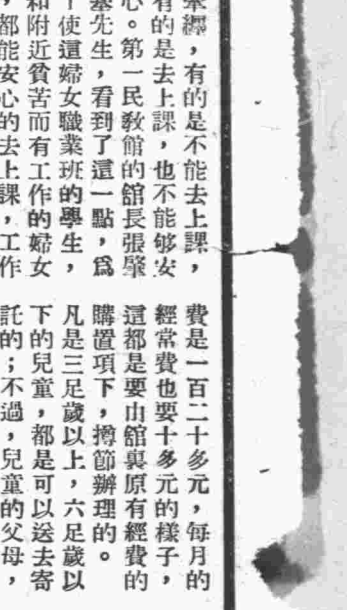 纏，有的是不能去上課，
有的是去上課，也不能够安
心。第一民教館的館長張肇
先生，看到了這一點，爲
使這婦女職業班的學生，
和附近貧苦而有工作的婦女
，都能安心的去上課，工作
費是一百二十多元，每月的
經常費也要十多元的樣子，
這都是要由館裏原有經費的
購置項下，撙節辦理的。
凡是三足歲以上，六足歲以
下的兒童，都是可以送去寄
託的；不過，兒童的父母，